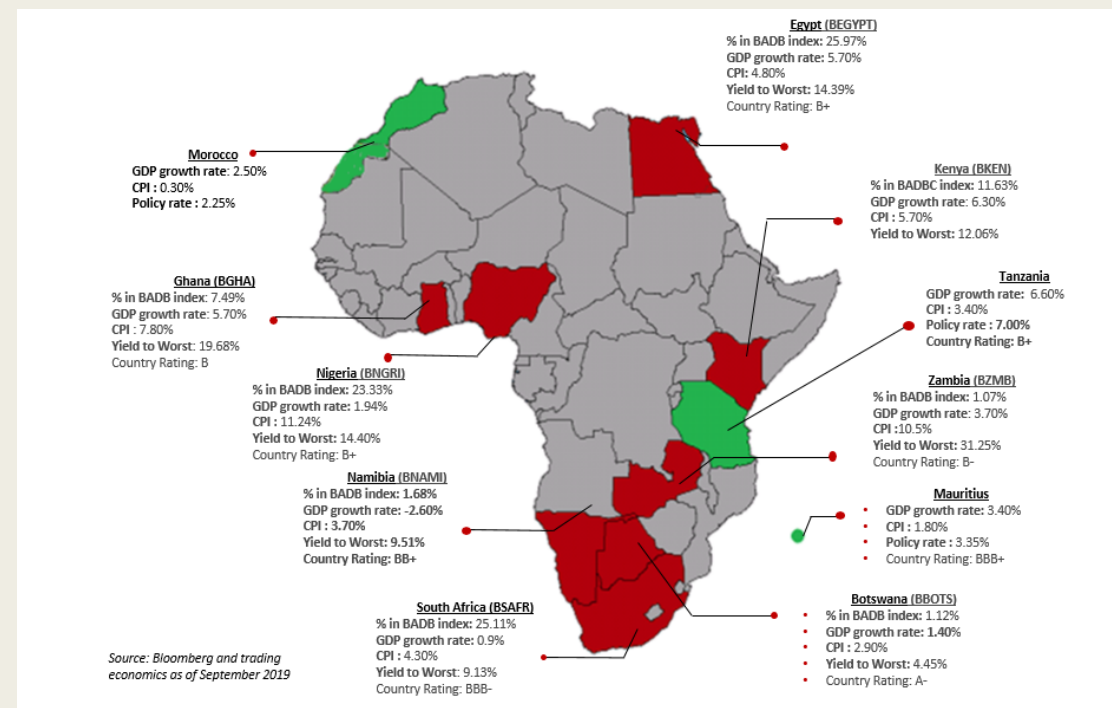 Egypt (BEGYPT)
% in BADB index: 25.97%
GDP growth rate: 5.70%
CPI: 4.80%
Yield to Worst: 14.39%
Country Rating: B+
Morocco
GDP growth rate: 2.50%
CPI : 0.30%
Policy rate : 2.25%
Kenya (BKEN)
% in BADBC index: 11.63%
GDP growth rate: 6.30%
CPI : 5.70%
Yield to Worst: 12.06%
Ghana (BGHA)
% in BADB index: 7.49%
GDP growth rate: 5.70%
CPI : 7.80%
Yield to Worst: 19.68%
Country Rating: B
Tanzania
GDP growth rate: 6.60%
CPI : 3.40%
Policy rate : 7.00%
Country Rating: B+
Nigeria (BNGRI)
% in BADB index: 23.33%
GDP growth rate: 1.94%
CPI : 11.24%
Yield to Worst: 14.40%
Country Rating: B+
Zambia (BZMB)
% in BADB index: 1.07%
GDP growth rate: 3.70%
CPI :10.5%
Yield to Worst: 31.25%
Country Rating: B-
Namibia (BNAMI)
% in BADB index: 1.68%
GDP growth rate: -2.60%
CPI : 3.70%
Yield to Worst: 9.51%
Country Rating: BB+
Mauritius
• GDP growth rate: 3.40%
• CPI : 1.80%
• Policy rate : 3.35%
• Country Rating: BBB+
South Africa (BSAFR)
% in BADB index: 25.11%
GDP growth rate: 0.9%
CPI : 4.30%
Yield to Worst: 9.13%
Country Rating: BBB-
Botswana (BBOTS)
• % in BADB index: 1.12%
• GDP growth rate: 1.40%
• CPI : 2.90%
• Yield to Worst: 4.45%
• Country Rating: A-
Source: Bloomberg and trading
economics as of September 2019